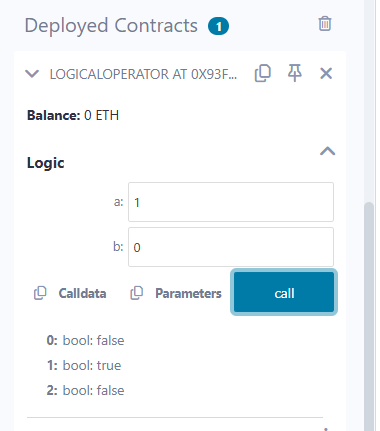 Deployed Contracts 1
LOGICALOPERATOR AT 0X93F...
Balance: 0 ETH
Logic
a: 1
b: 0
Calldata Parameters call
0: bool: false
1: bool: true
2: bool: false